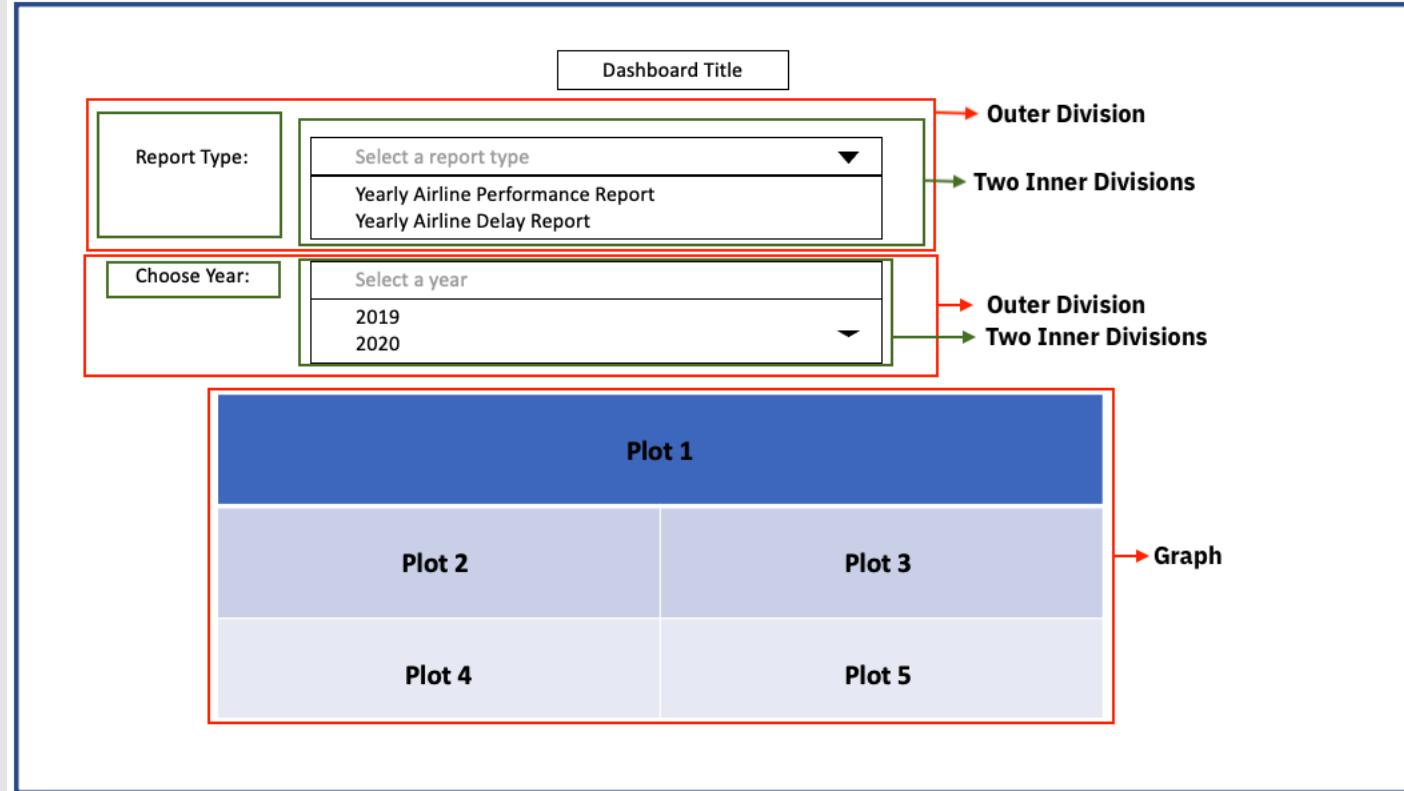 Dashboard Title
Outer Division
Report Type:
Select a report type
Two Inner Divisions
Yearly Airline Performance Report
Yearly Airline Delay Report
Choose Year:
Select a year
Outer Division
2019
Two Inner Divisions
2020
Plot 1
Plot 2
Plot 3
Graph
Plot 4
Plot 5